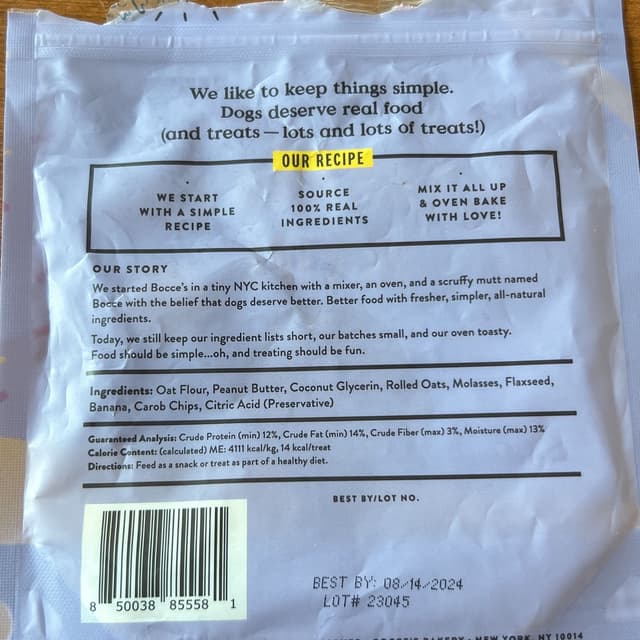 We like to keep things simple.
Dogs deserve real food
(and treats — lots and lots of treats!)
OUR RECIPE
WE START
WITH A SIMPLE
RECIPE
SOURCE
100% REAL
INGREDIENTS
MIX IT ALL UP
& OVEN BAKE
WITH LOVE!
OUR STORY
We started Bocce's in a tiny NYC kitchen with a mixer, an oven, and a scruffy mutt named
Bocce with the belief that dogs deserve better. Better food with fresher, simpler, all-natural
ingredients.
Today, we still keep our ingredient lists short, our batches small, and our oven toasty.
Food should be simple...oh, and treating should be fun.
Ingredients: Oat Flour, Peanut Butter, Coconut Glycerin, Rolled Oats, Molasses, Flaxseed,
Banana, Carob Chips, Citric Acid (Preservative)
Guaranteed Analysis: Crude Protein (min) 12%, Crude Fat (min) 14%, Crude Fiber (max) 3%, Moisture (max) 13%
Calorie Content: (calculated) ME: 4111 kcal/kg, 14 kcal/treat
Directions: Feed as a snack or treat as part of a healthy diet.
BEST BY/LOT NO.
BEST BY: 08/14/2024
LOT# 23045
8 50038 85558 1
BAKERY • NEW YORK, NY 10014